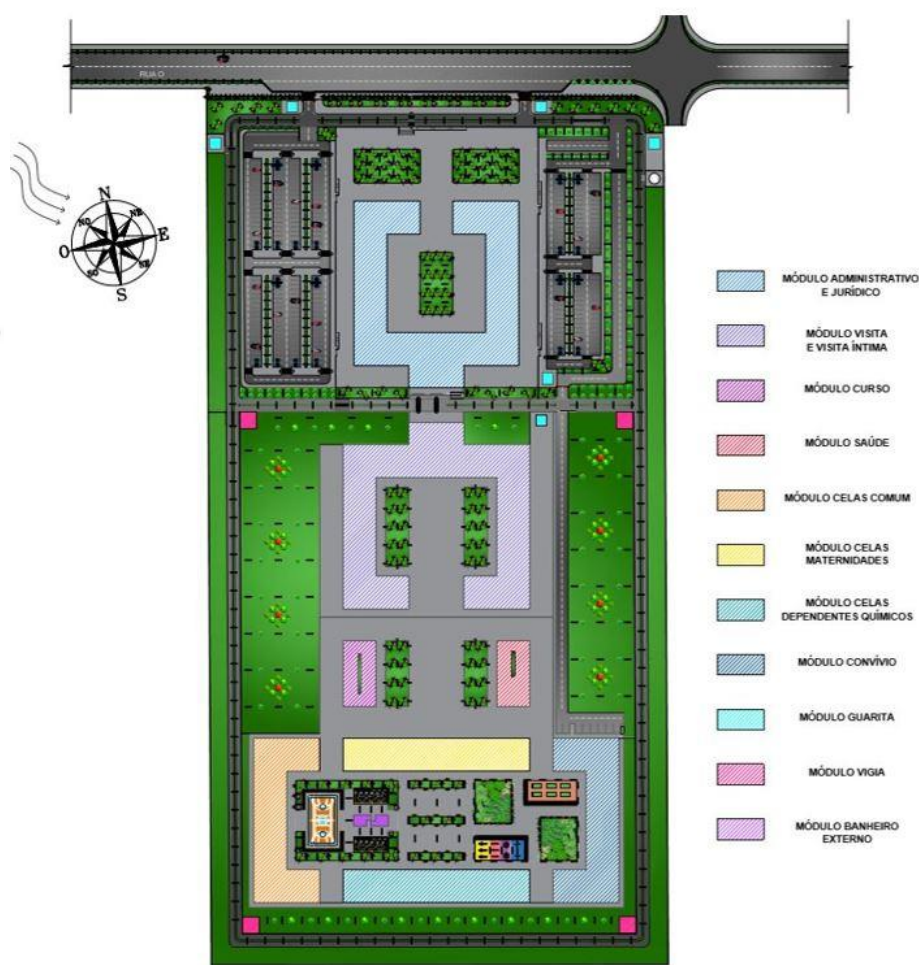 RUA O
N
NO
NE
O
E
SO
SE
S
MÓDULO ADMINISTRATIVO
E JURÍDICO
MÓDULO VISITA
E VISITA ÍNTIMA
MÓDULO CURSO
MÓDULO SAÚDE
MÓDULO CELAS COMUM
MÓDULO CELAS
MATERNIDADES
MÓDULO CELAS
DEPENDENTES QUÍMICOS
MÓDULO CONVÍVIO
MÓDULO GUARITA
MÓDULO VIGIA
MÓDULO BANHEIRO
EXTERNO